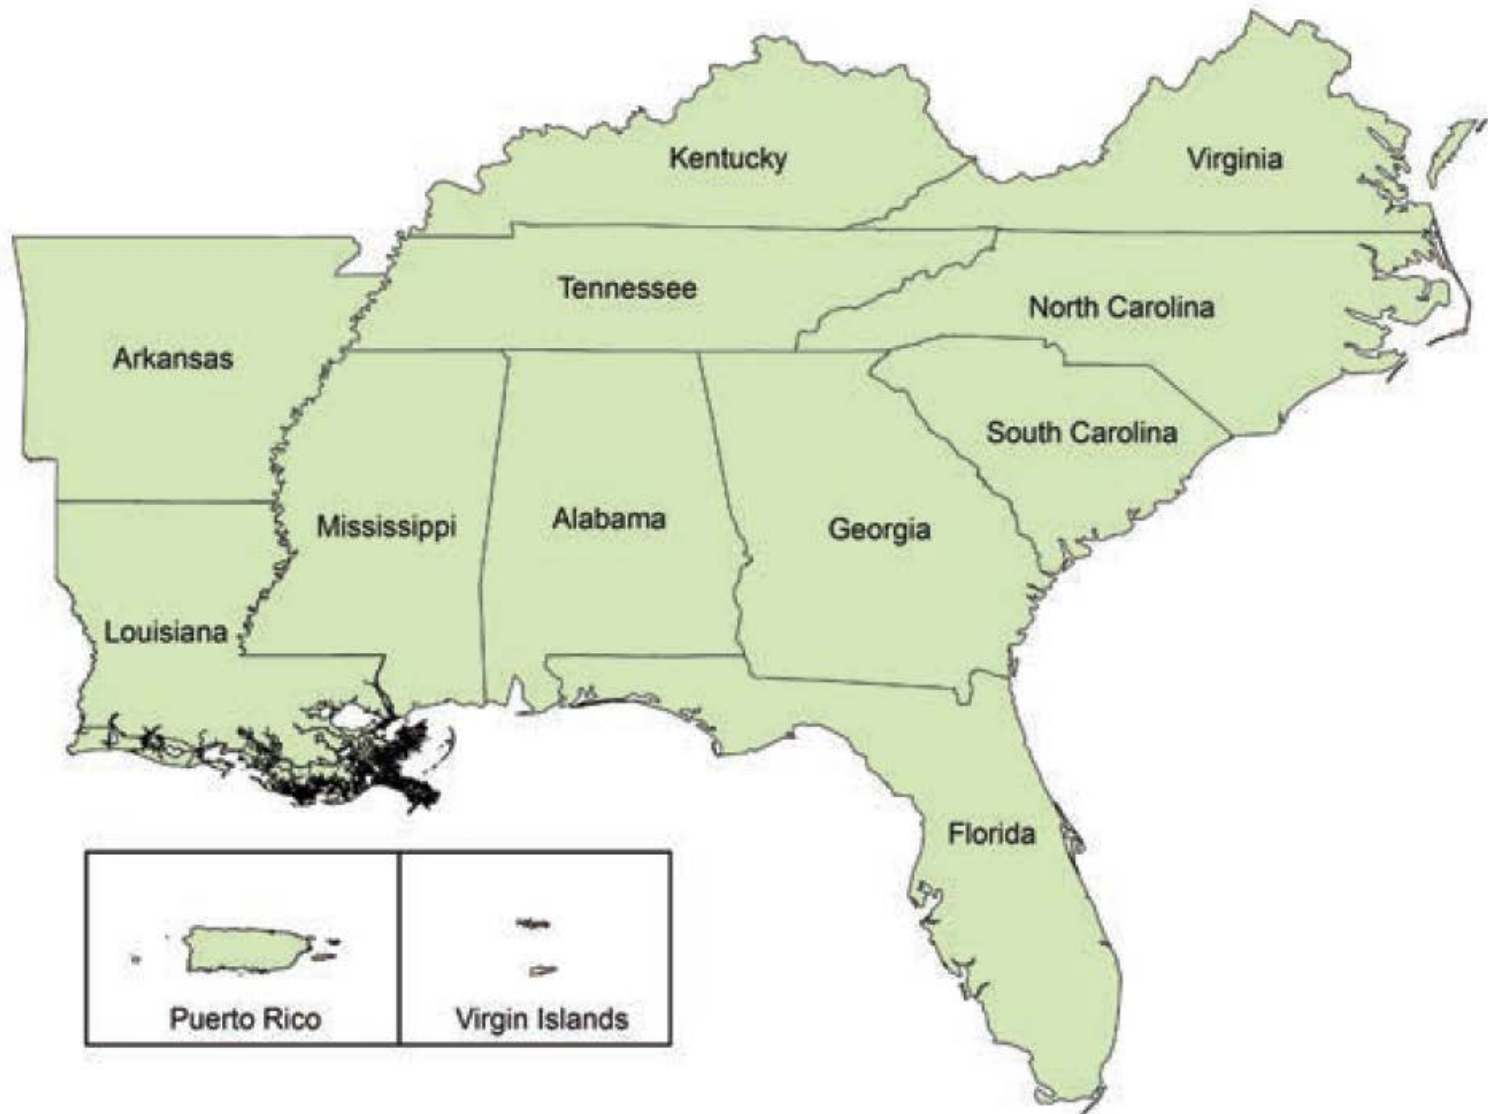 Kentucky
Virginia
Tennessee
North Carolina
Arkansas
South Carolina
Mississippi
Alabama
Georgia
Louisiana
Florida
Puerto Rico
Virgin Islands